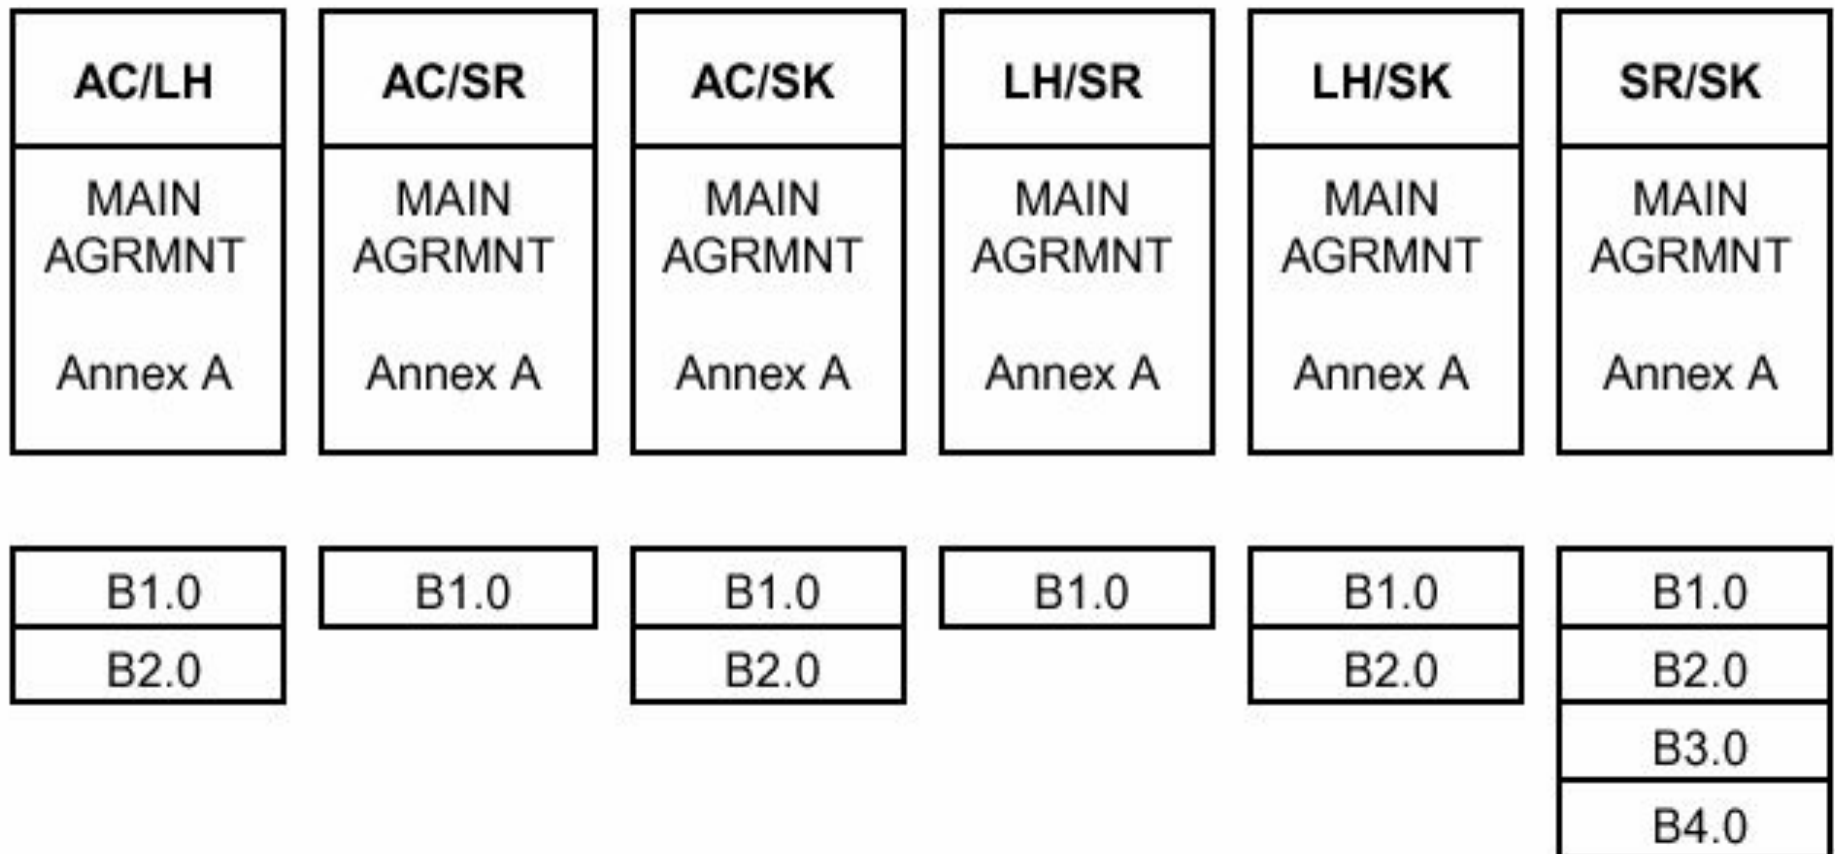 AC/LH AC/SR AC/SK LH/SR LH/SK SR/SK
MAIN MAIN MAIN MAIN MAIN MAIN
AGRMNT AGRMNT AGRMNT AGRMNT AGRMNT AGRMNT
Annex A Annex A Annex A Annex A Annex A Annex A
B1.0 B1.0 B1.0 B1.0 B1.0 B1.0
B2.0 B2.0 B2.0 B2.0
B3.0
B4.0